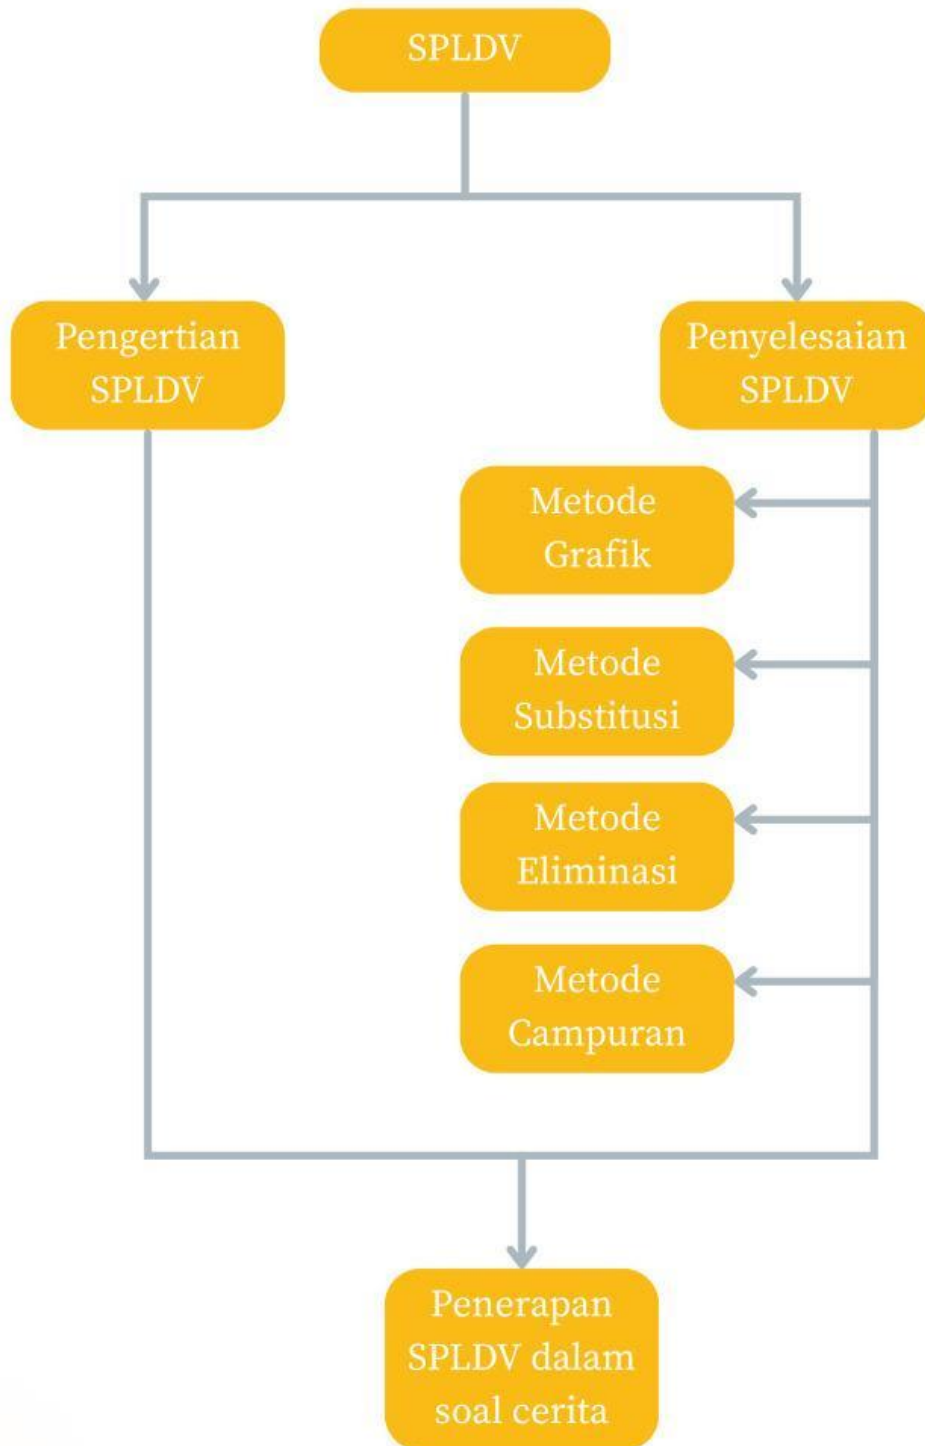 SPLDV
Pengertian
SPLDV
Penyelesaian
SPLDV
Metode
Grafik
Metode
Substitusi
Metode
Eliminasi
Metode
Campuran
Penerapan
SPLDV dalam
soal cerita